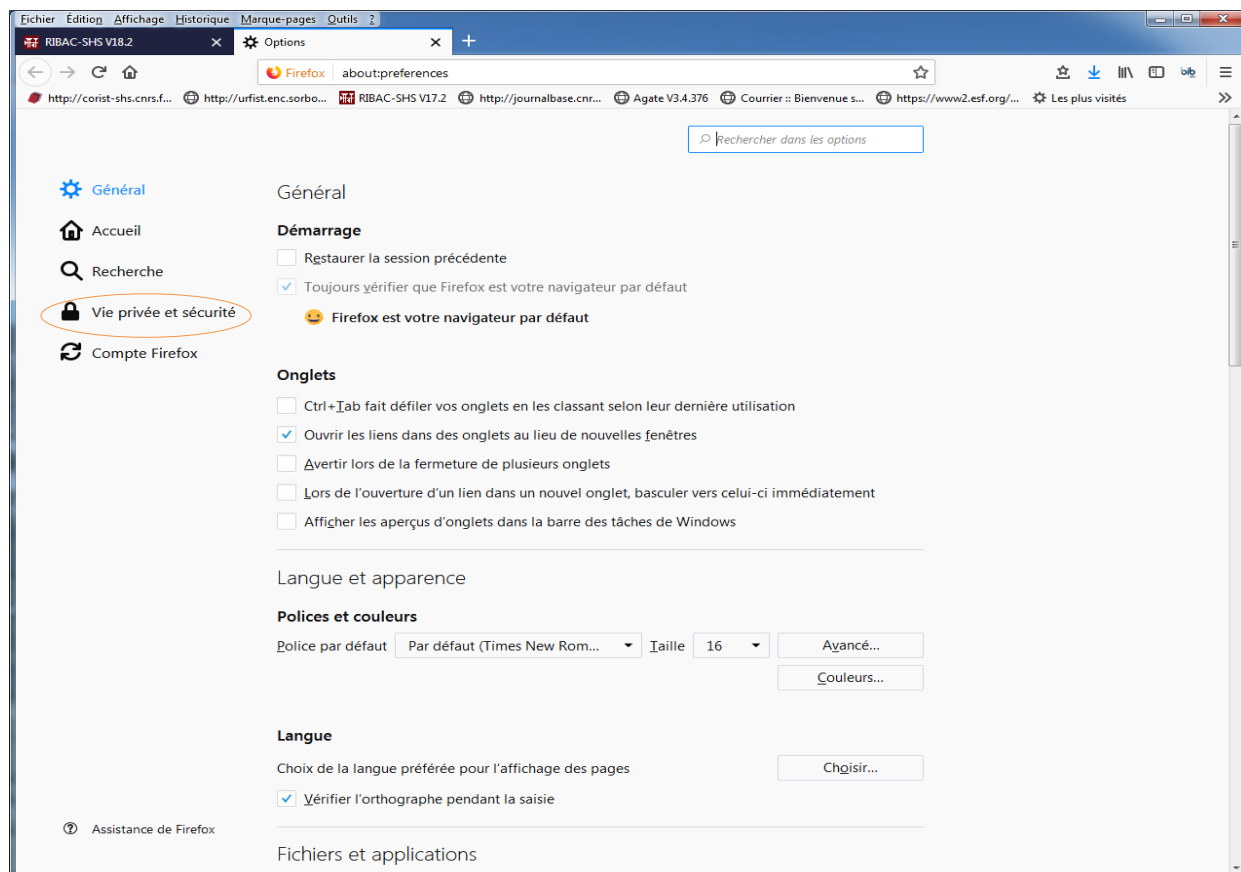 Fichier Édition Affichage Historique Marque-pages Outils ?
RIBAC-SHS V18.2 Options
Firefox about:preferences
http://corist-shs.cnrs.f... http://urfist.enc.sorbo... RIBAC-SHS V17.2 http://journalbase.cnr... Agate V3.4.376 Courrier :: Bienvenue s... https://www2.esf.org/... Les plus visités
Rechercher dans les options
Général
Accueil
Recherche
Vie privée et sécurité
Compte Firefox
Assistance de Firefox
Général
Démarrage
Restaurer la session précédente
Toujours vérifier que Firefox est votre navigateur par défaut
Firefox est votre navigateur par défaut
Onglets
Ctrl+Tab fait défiler vos onglets en les classant selon leur dernière utilisation
Ouvrir les liens dans des onglets au lieu de nouvelles fenêtres
Avertir lors de la fermeture de plusieurs onglets
Lors de l'ouverture d'un lien dans un nouvel onglet, basculer vers celui-ci immédiatement
Afficher les aperçus d'onglets dans la barre des tâches de Windows
Langue et apparence
Polices et couleurs
Police par défaut Par défaut (Times New Rom... Taille 16 Avancé...
Couleurs...
Langue
Choix de la langue préférée pour l'affichage des pages Choisir...
Vérifier l'orthographe pendant la saisie
Fichiers et applications